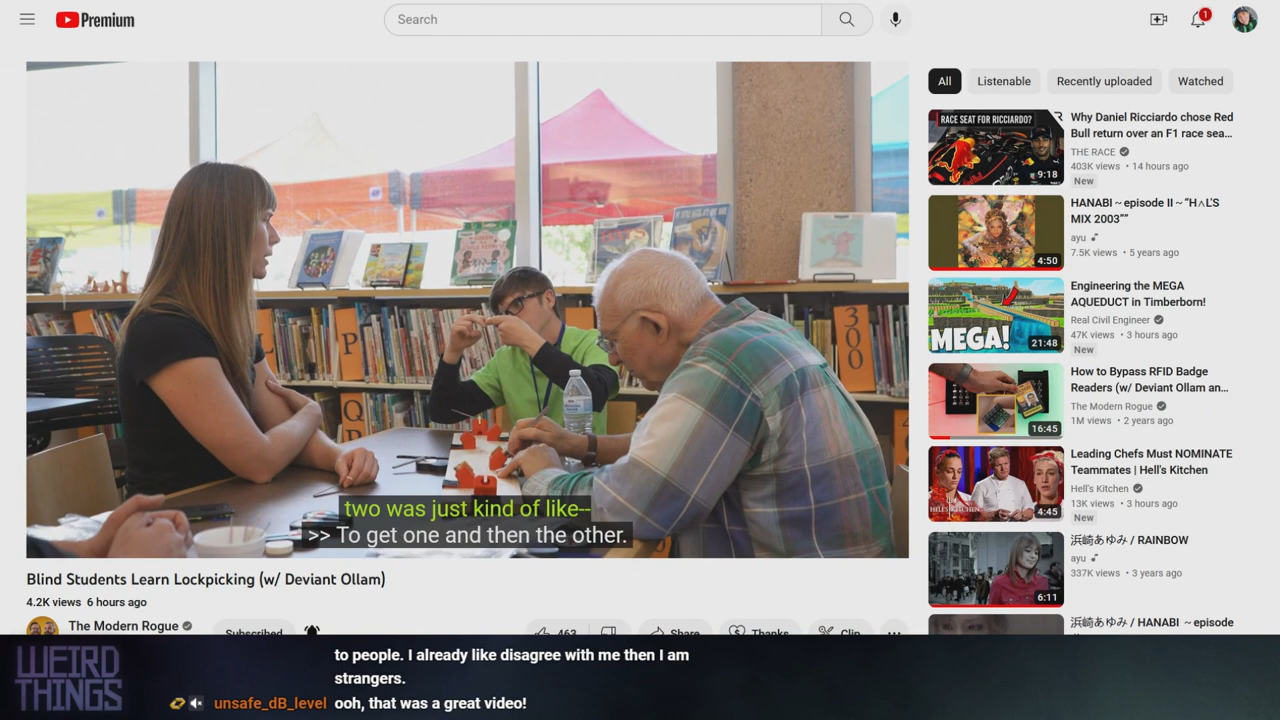 Premium
Search
1
All
Listenable
Recently uploaded
Watched
RACE SEAT FOR RICCIARDO?
9:18
Why Daniel Ricciardo chose Red
Bull return over an F1 race sea...
THE RACE
403K views • 14 hours ago
New
4:50
HANABI ~ episode II ~ “H∧L'S
MIX 2003””
ayu
7.5K views • 5 years ago
MEGA!
21:48
Engineering the MEGA
AQUEDUCT in Timberborn!
Real Civil Engineer
47K views • 3 hours ago
New
16:45
How to Bypass RFID Badge
Readers (w/ Deviant Ollam an...
The Modern Rogue
1M views • 2 years ago
HELL'S KITCHEN
4:45
Leading Chefs Must NOMINATE
Teammates | Hell's Kitchen
Hell's Kitchen
13K views • 3 hours ago
New
6:11
浜崎あゆみ / RAINBOW
ayu
337K views • 3 years ago
浜崎あゆみ / HANABI ~episode
L
P
Q
300
two was just kind of like--
>> To get one and then the other.
Blind Students Learn Lockpicking (w/ Deviant Ollam)
4.2K views 6 hours ago
The Modern Rogue
Subscribed
463
Share
Thanks
Clip
WEIRD
THINGS
to people. I already like disagree with me then I am
strangers.
unsafe_dB_level ooh, that was a great video!